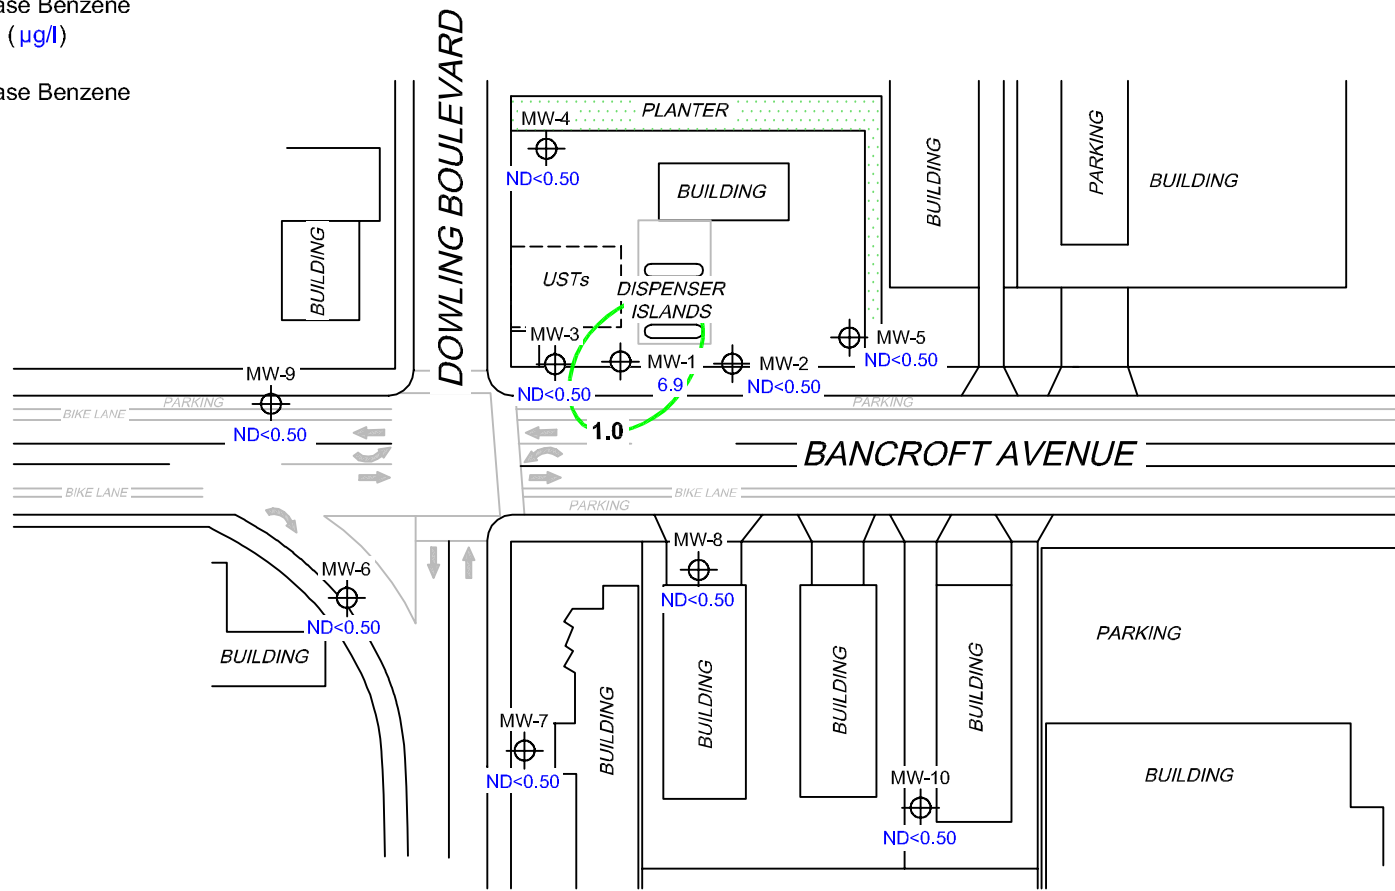 ase Benzene
(µg/l)
ase Benzene
DOWLING BOULEVARD
PLANTER
MW-4
ND<0.50
BUILDING
BUILDING
PARKING
BUILDING
BUILDING
USTs
DISPENSER
ISLANDS
MW-3
ND<0.50
MW-1
6.9
MW-2
ND<0.50
MW-5
ND<0.50
1.0
MW-9
ND<0.50
PARKING
BIKE LANE
PARKING
BANCROFT AVENUE
BIKE LANE
BIKE LANE
PARKING
MW-6
ND<0.50
BUILDING
MW-8
ND<0.50
MW-7
ND<0.50
BUILDING
BUILDING
BUILDING
BUILDING
MW-10
ND<0.50
PARKING
BUILDING